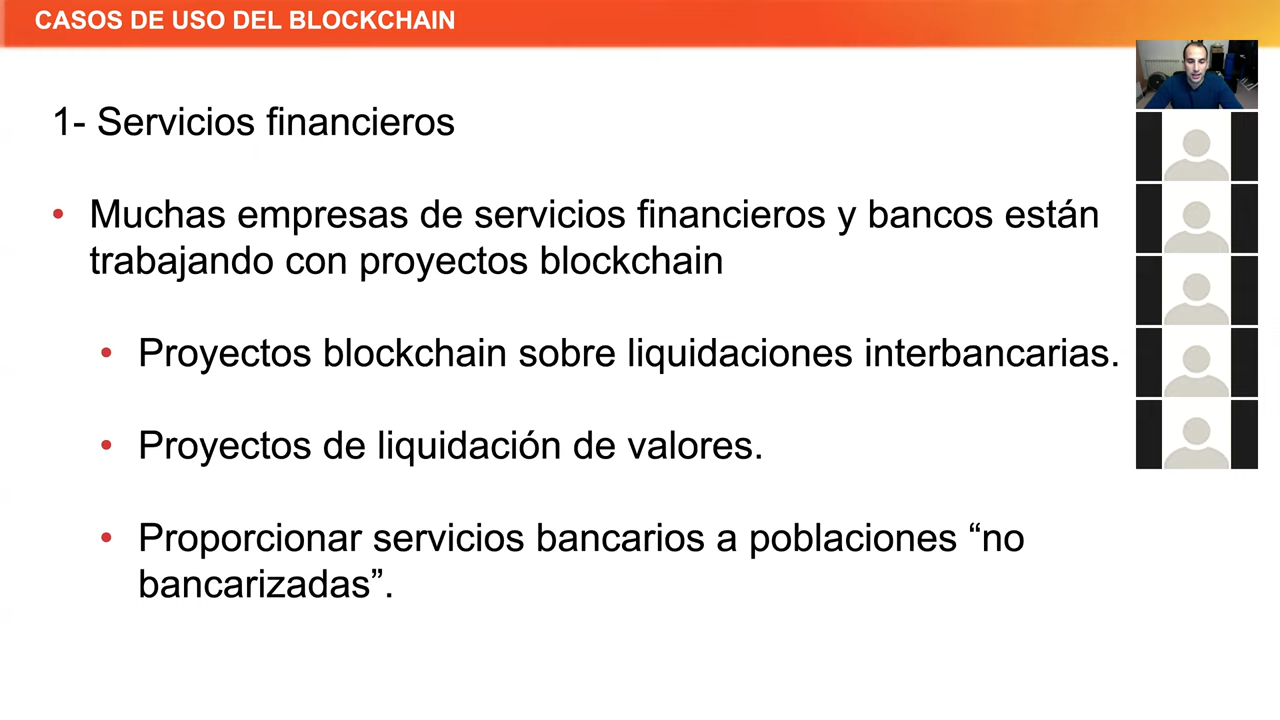 CASOS DE USO DEL BLOCKCHAIN
1- Servicios financieros
• Muchas empresas de servicios financieros y bancos están
trabajando con proyectos blockchain
• Proyectos blockchain sobre liquidaciones interbancarias.
• Proyectos de liquidación de valores.
• Proporcionar servicios bancarios a poblaciones “no
bancarizadas”.